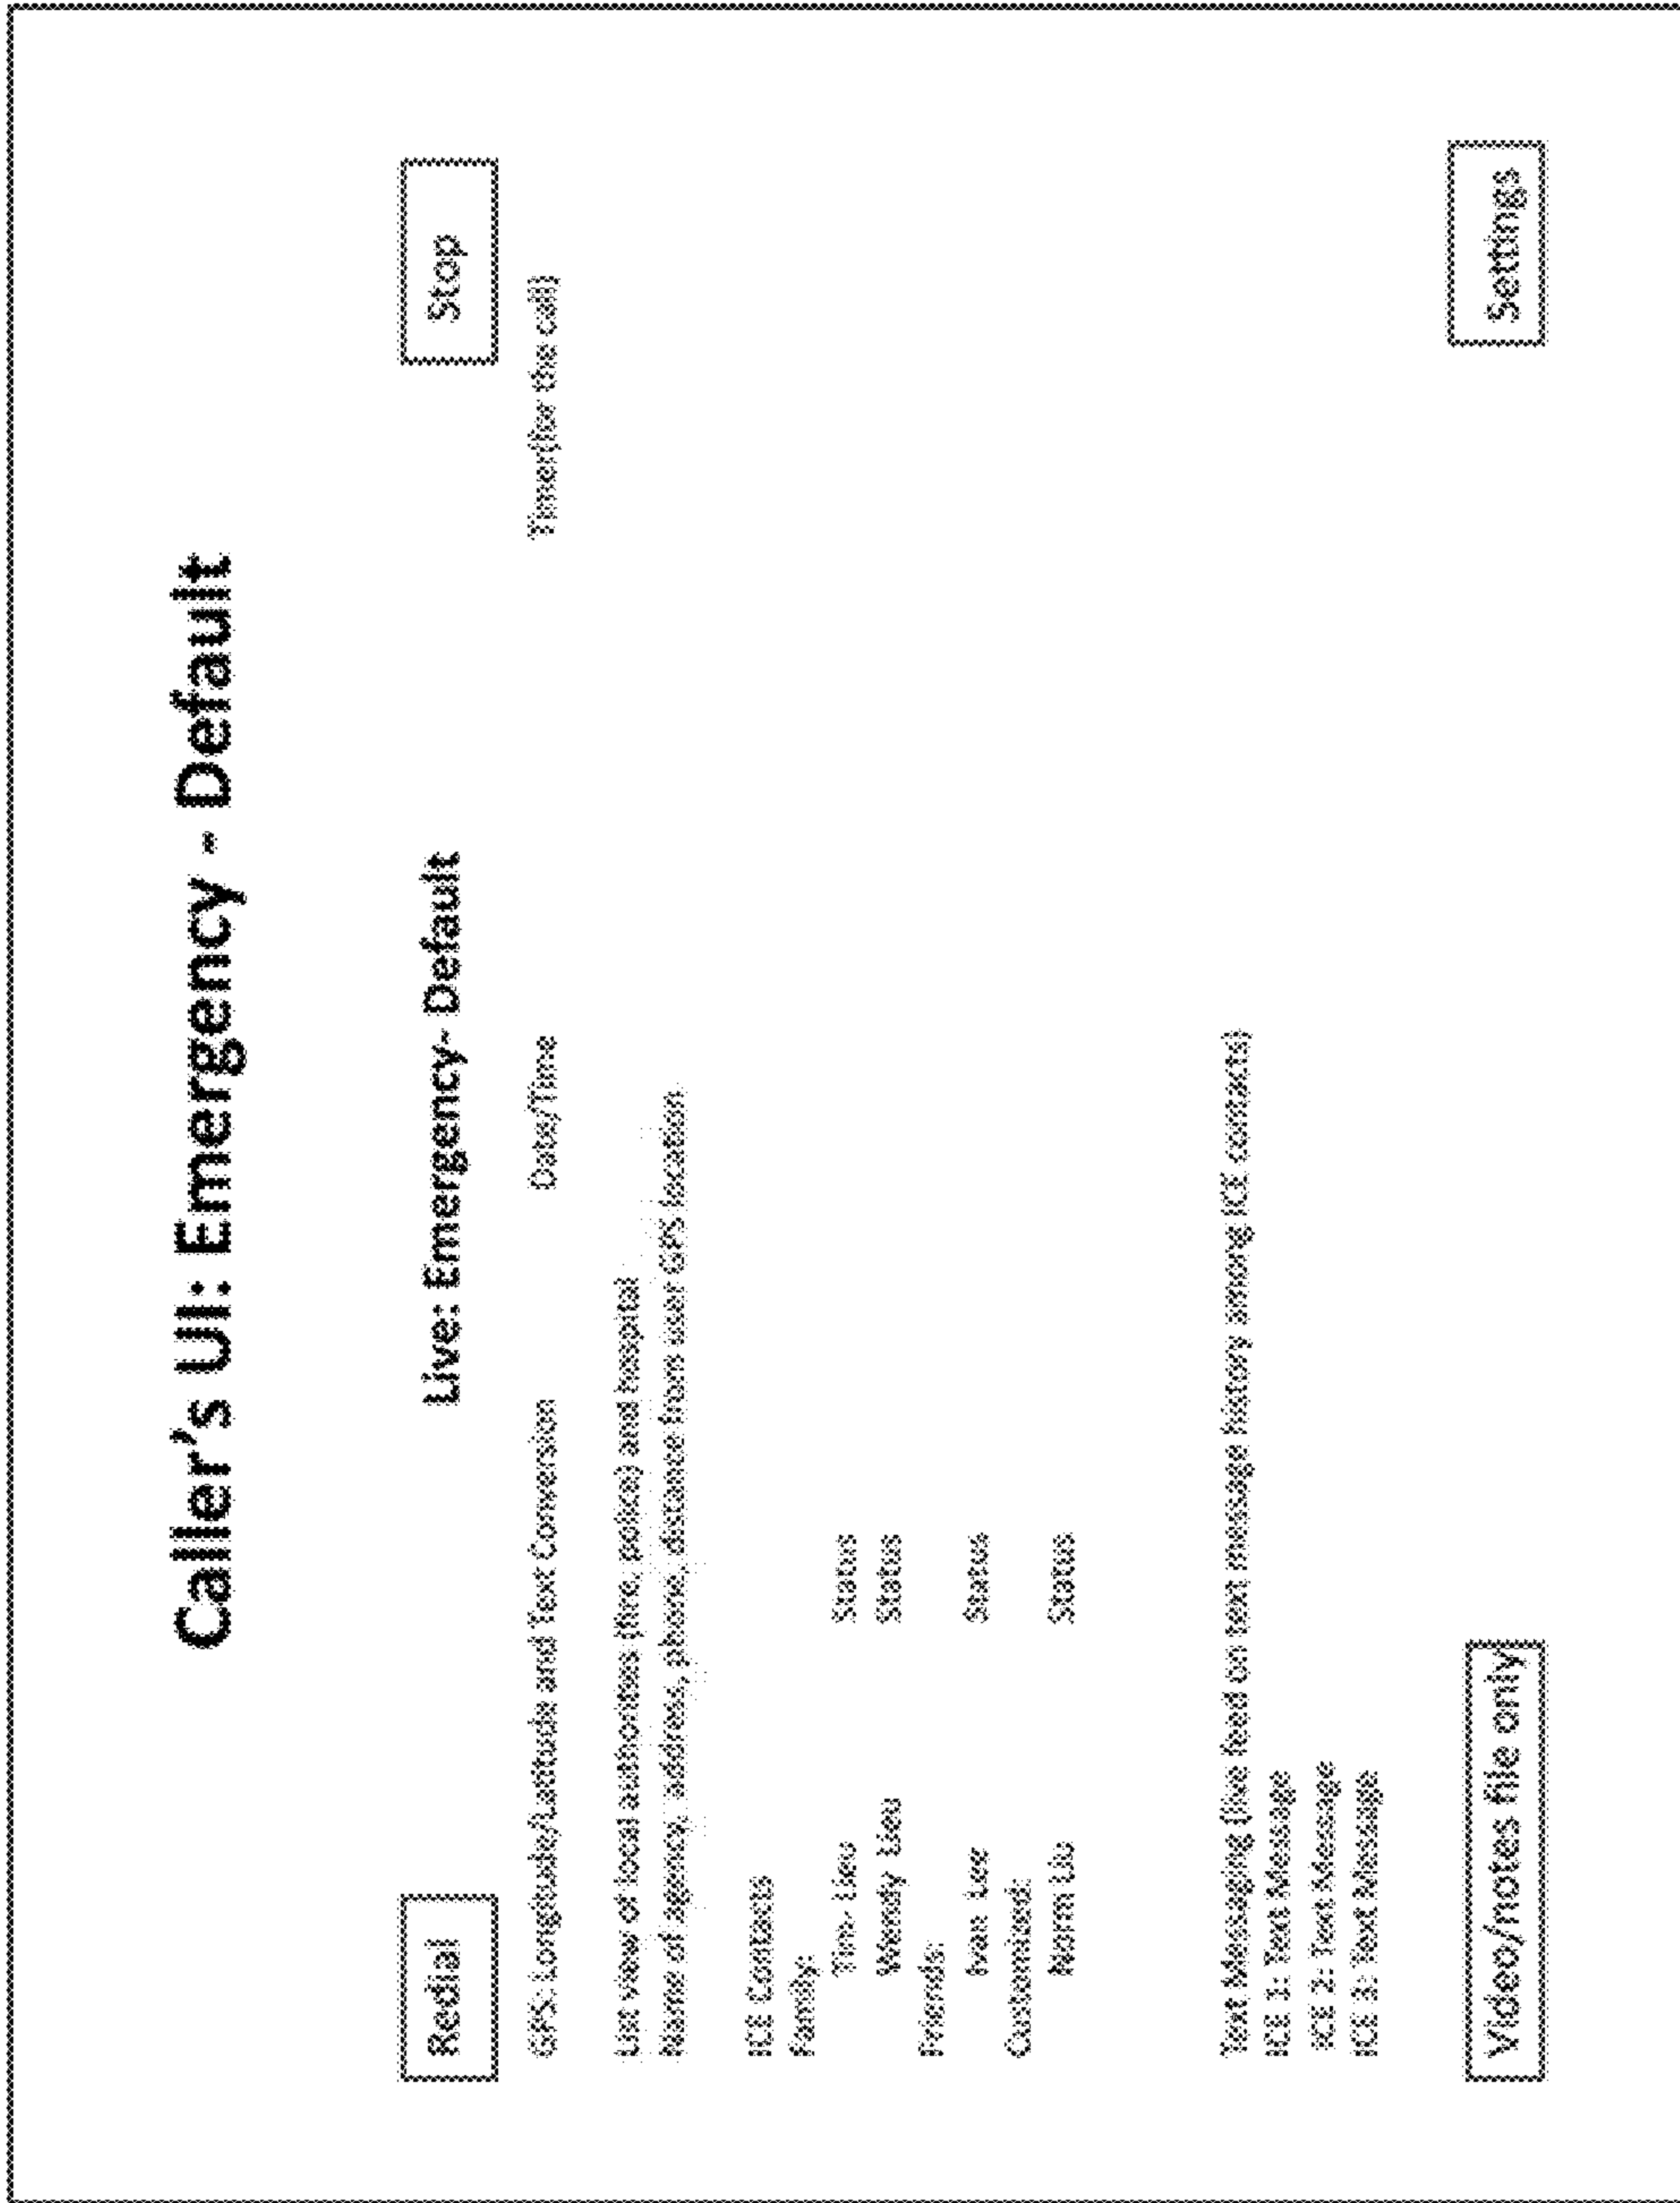 Caller's UI: Emergency - Default
Redial Live: Emergency- Default Stop
GPS: Longitude/Latitude and Text Conversion Date/Time Timer(for the call)
List view of local authorities (fire, police) and hospital
Name of agency, address, phone, distance from user GPS location
ICE Contacts
Family:
Tim Lieu Status
Wendy Lieu Status
Friends:
Ivan Lee Status
Customized:
Norm Liu Status
Text Messaging (live feed on text message history among ICE contacts)
ICE 1: Text Message
ICE 2: Text Message
ICE 3: Text Message
Video/notes file only Settings